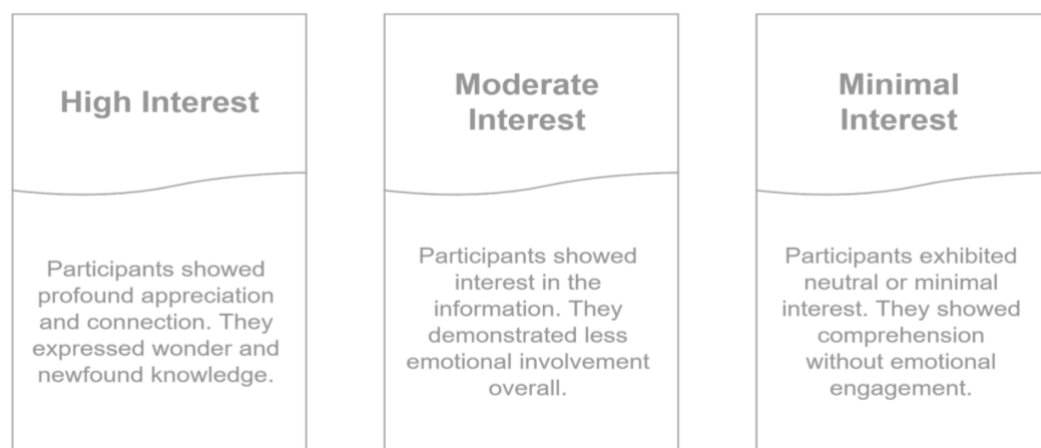 High Interest
Participants showed
profound appreciation
and connection. They
expressed wonder and
newfound knowledge.
Moderate
Interest
Participants showed
interest in the
information. They
demonstrated less
emotional involvement
overall.
Minimal
Interest
Participants exhibited
neutral or minimal
interest. They showed
comprehension
without emotional
engagement.